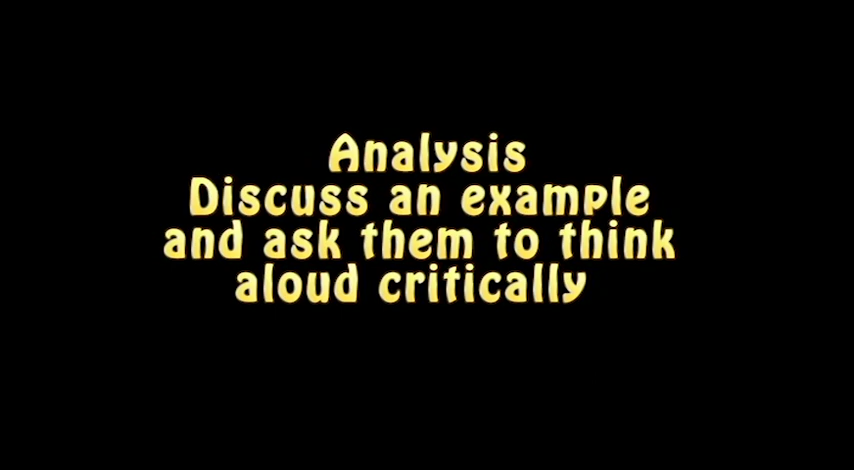 Analysis
Discuss an example
and ask them to think
aloud critically